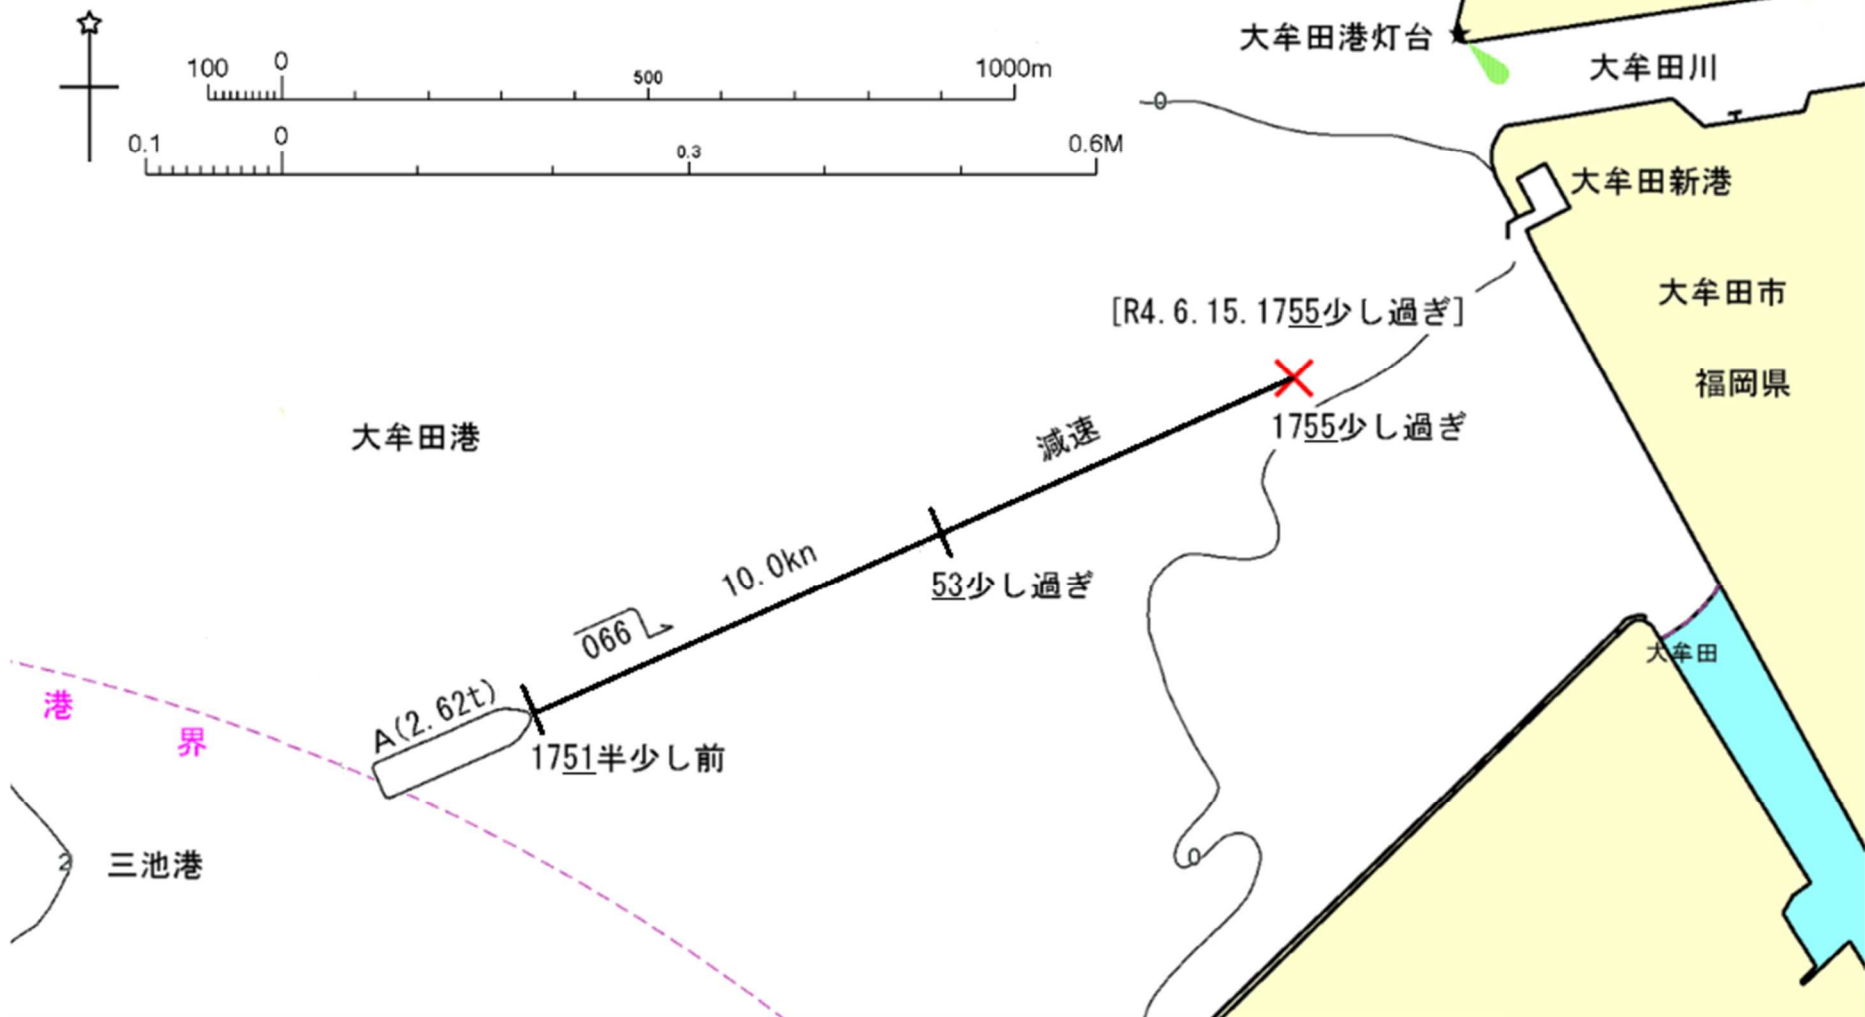 大牟田港灯台
大牟田川
100 0 500 1000m
0.1 0 0.3 0.6M
0
大牟田新港
大牟田市
[R4.6.15.1755少し過ぎ]
福岡県
1755少し過ぎ
大牟田港
減速
10.0kn
53少し過ぎ
066
大牟田
A(2.62t)
港界
1751半少し前
2
三池港
0